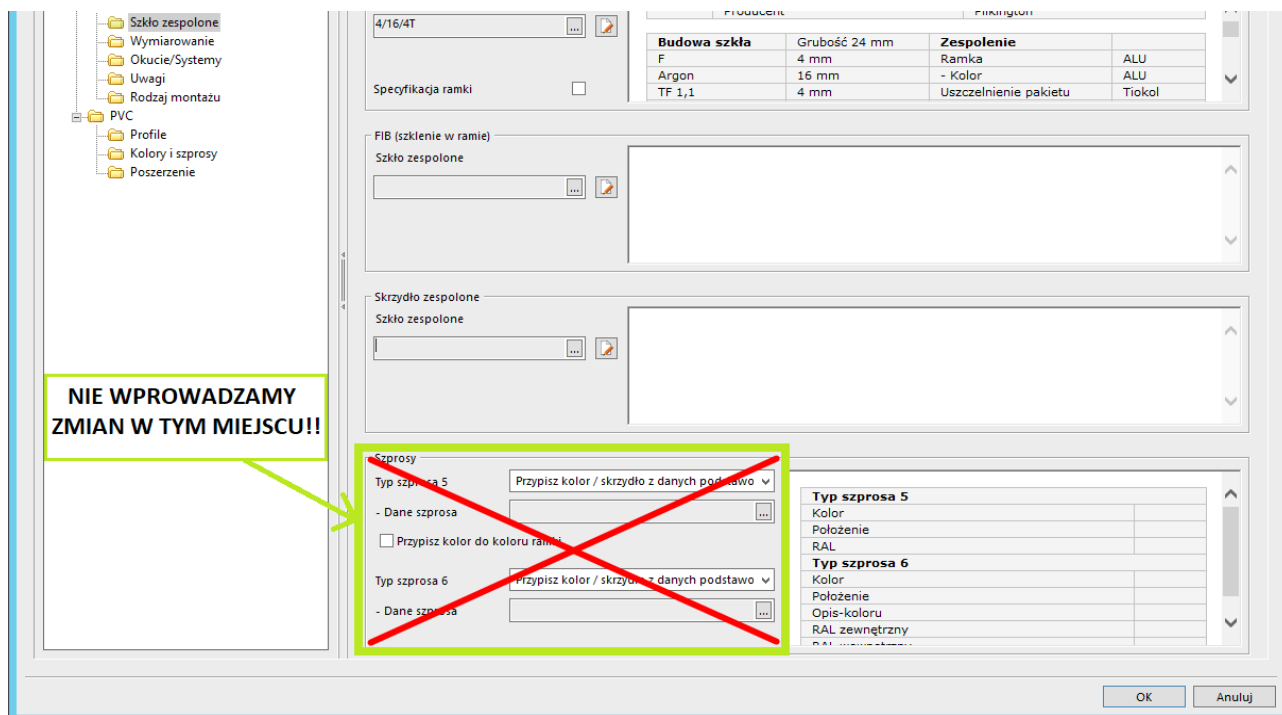 Szkło zespolone
Wymiarowanie
Okucie/Systemy
Uwagi
Rodzaj montażu
PVC
Profile
Kolory i szprosy
Poszerzenie
4/16/4T
...
Specyfikacja ramki
Producent Pilkington
Budowa szkła Grubość 24 mm Zespolenie
F 4 mm Ramka ALU
Argon 16 mm - Kolor ALU
TF 1,1 4 mm Uszczelnienie pakietu Tiokol
FIB (szklenie w ramie)
Szkło zespolone
...
Skrzydło zespolone
Szkło zespolone
...
NIE WPROWADZAMY
ZMIAN W TYM MIEJSCU!!
Szprosy
Typ szprosa 5 Przypisz kolor / skrzydło z danych podstawo
- Dane szprosa ...
Przypisz kolor do koloru ramki
Typ szprosa 6 Przypisz kolor / skrzydło z danych podstawo
- Dane szprosa ...
Typ szprosa 5
Kolor
Położenie
RAL
Typ szprosa 6
Kolor
Położenie
Opis-koloru
RAL zewnętrzny
RAL wewnętrzny
OK Anuluj